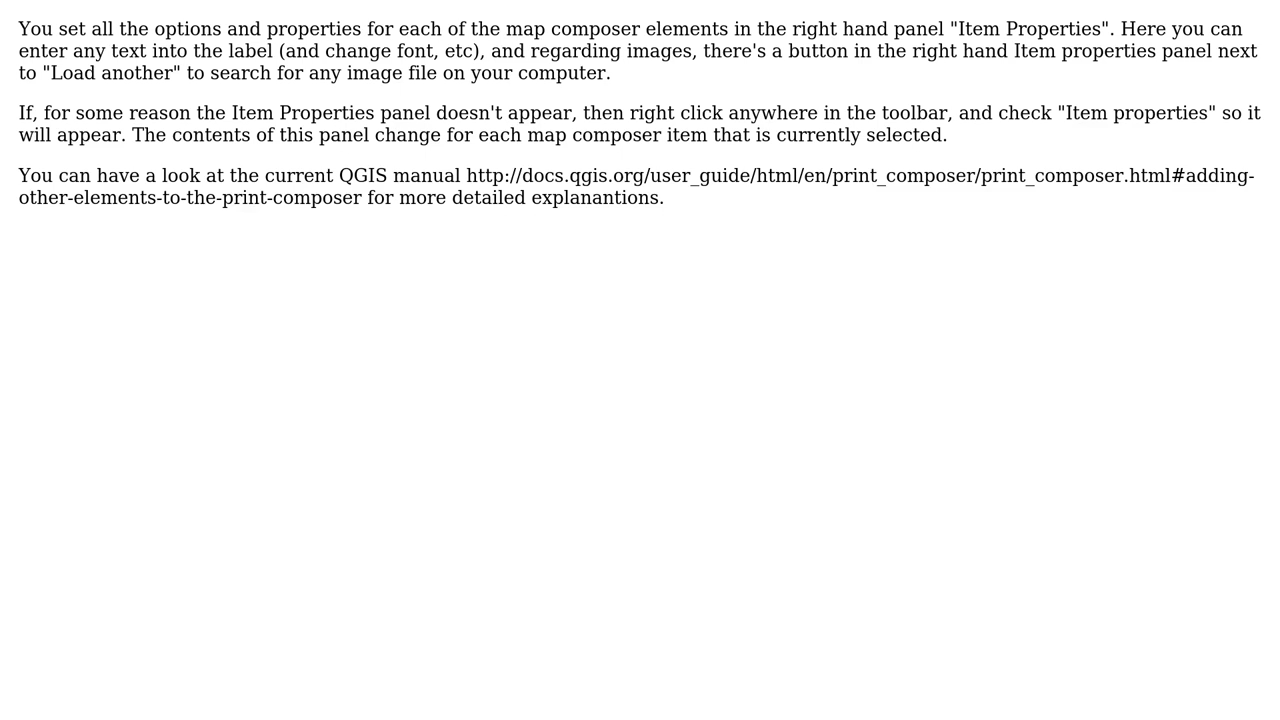 You set all the options and properties for each of the map composer elements in the right hand panel "Item Properties". Here you can
enter any text into the label (and change font, etc), and regarding images, there's a button in the right hand Item properties panel next
to "Load another" to search for any image file on your computer.
If, for some reason the Item Properties panel doesn't appear, then right click anywhere in the toolbar, and check "Item properties" so it
will appear. The contents of this panel change for each map composer item that is currently selected.
You can have a look at the current QGIS manual http://docs.qgis.org/user_guide/html/en/print_composer/print_composer.html#adding-
other-elements-to-the-print-composer for more detailed explanantions.